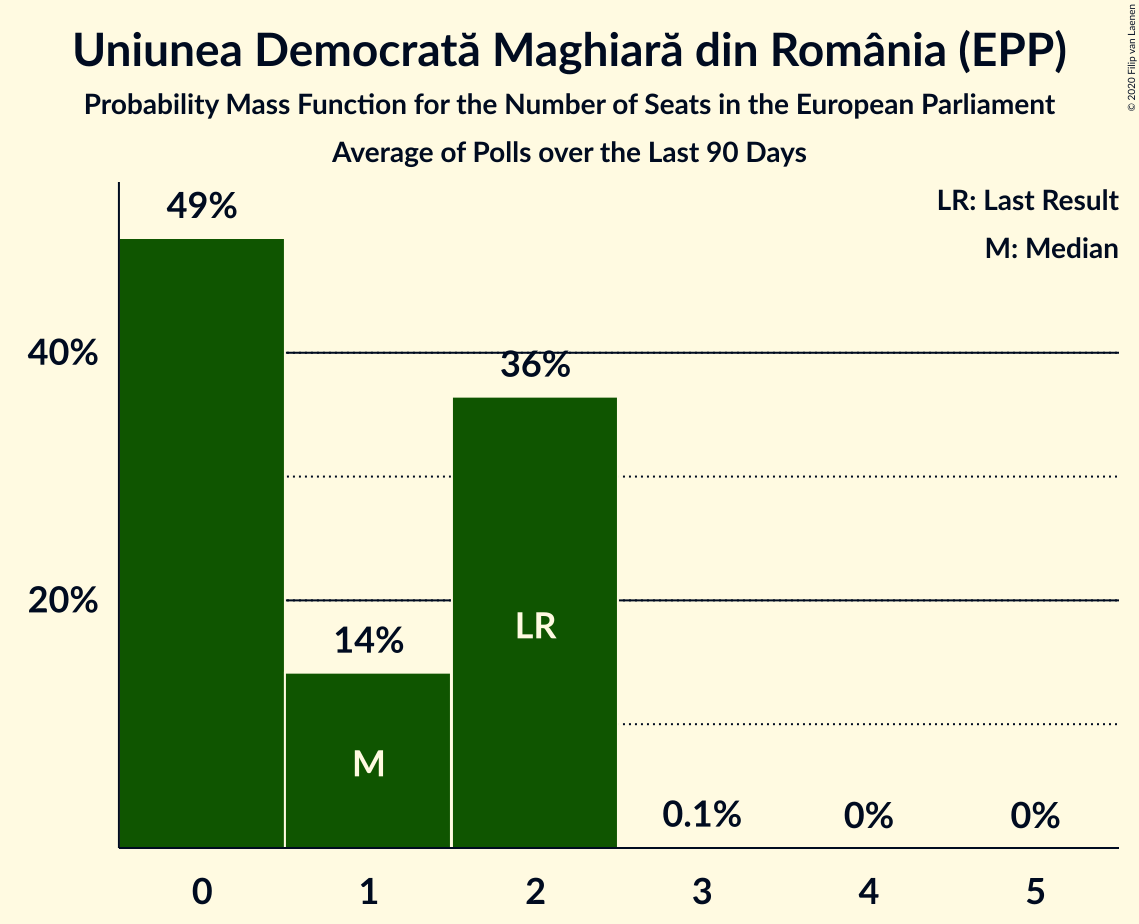 Uniunea Democrată Maghiară din România (EPP)
Probability Mass Function for the Number of Seats in the European Parliament
Average of Polls over the Last 90 Days
© 2020 Filip van Laenen
LR: Last Result
M: Median
49%
40%
36%
20%
14%
LR
M
0.1%
0%
0%
0 1 2 3 4 5